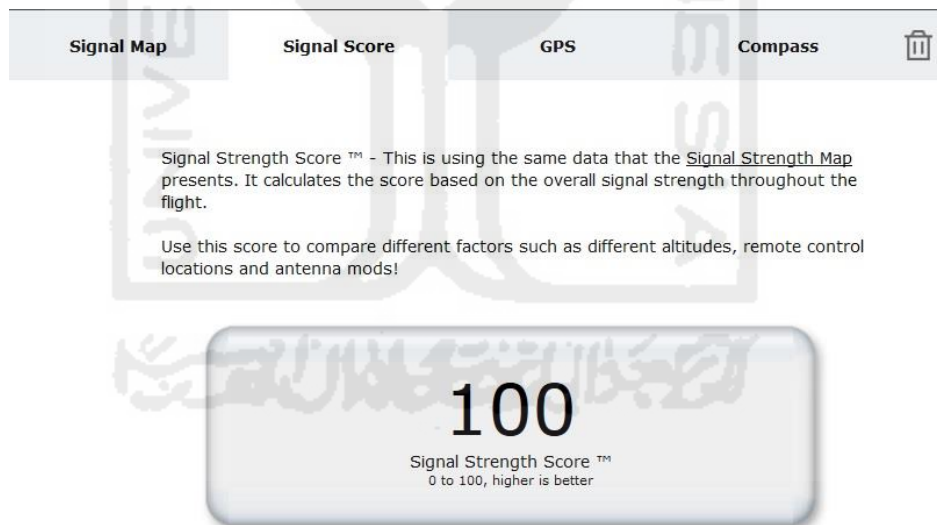 Signal Map Signal Score GPS Compass
Signal Strength Score ™ - This is using the same data that the Signal Strength Map
presents. It calculates the score based on the overall signal strength throughout the
flight.
Use this score to compare different factors such as different altitudes, remote control
locations and antenna mods!
100
Signal Strength Score ™
0 to 100, higher is better